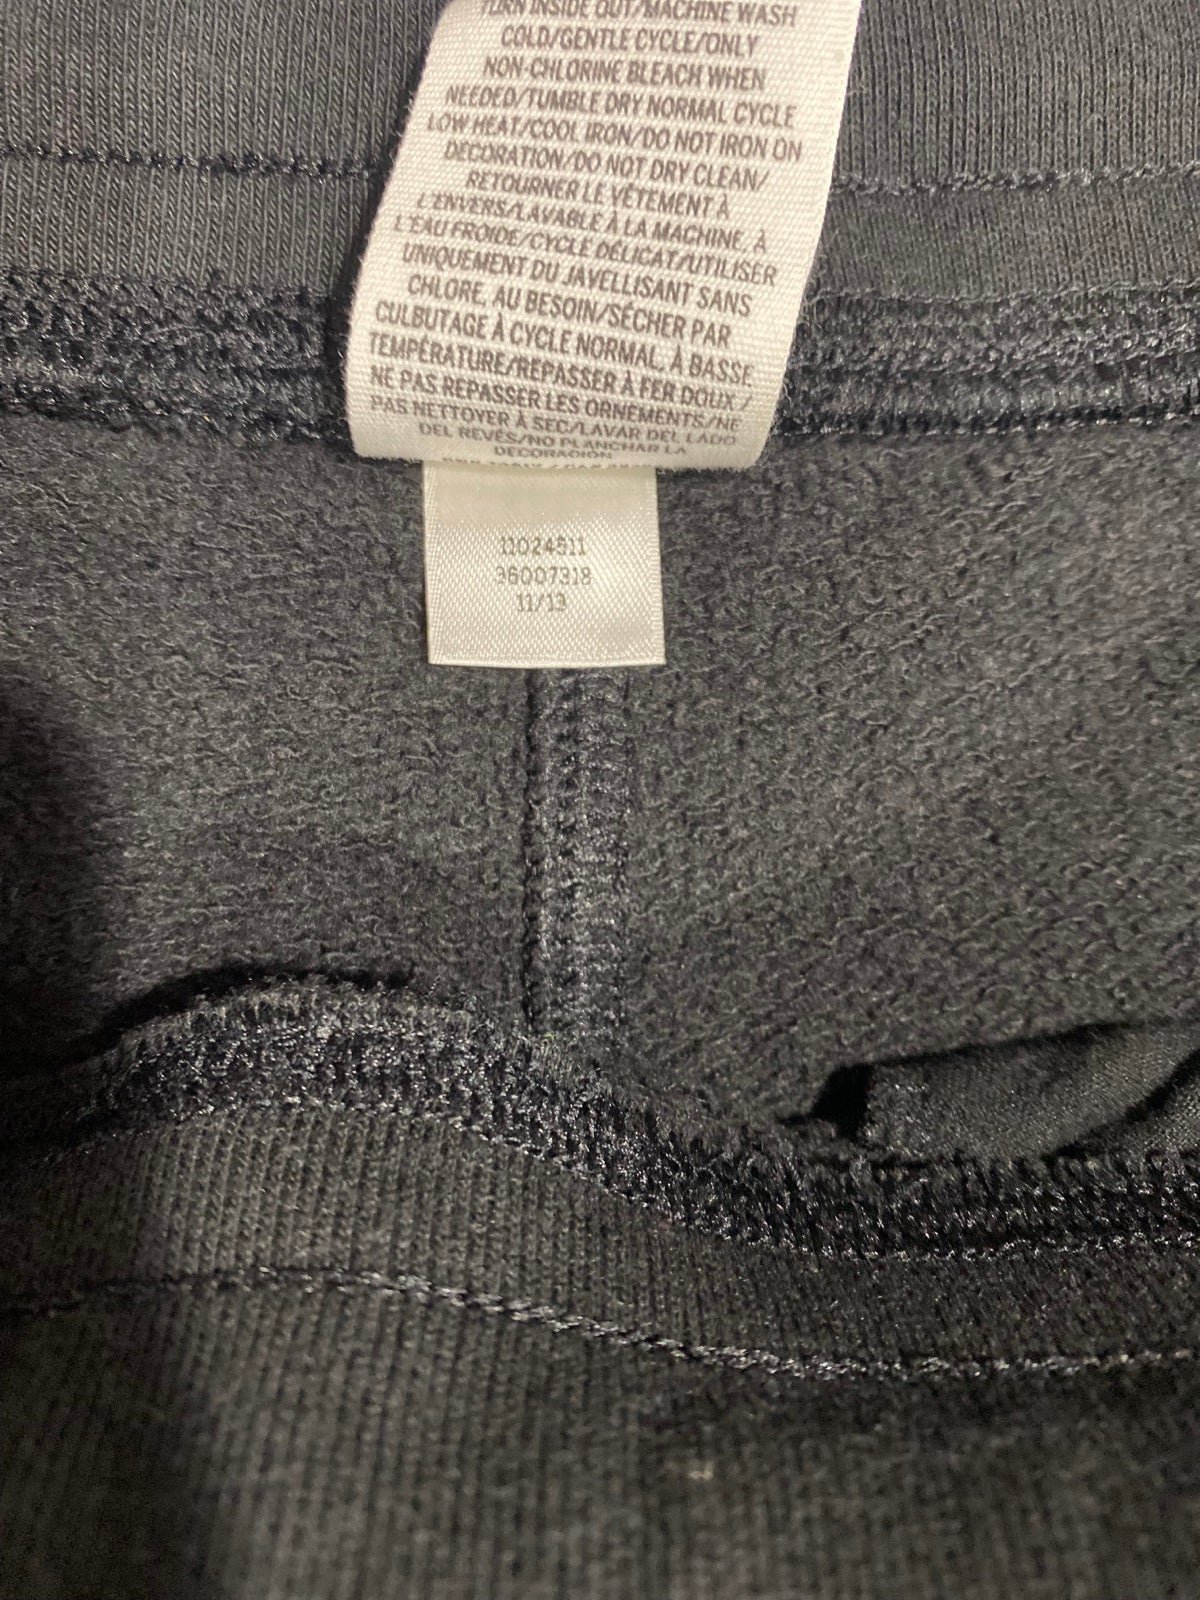 TURN INSIDE OUT/MACHINE WASH
COLD/GENTLE CYCLE/ONLY
NON-CHLORINE BLEACH WHEN
NEEDED/TUMBLE DRY NORMAL CYCLE
LOW HEAT/COOL IRON/DO NOT IRON ON
DECORATION/DO NOT DRY CLEAN/
RETOURNER LE VÊTEMENT À
L'ENVERS/LAVABLE À LA MACHINE, À
L'EAU FROIDE/CYCLE DÉLICAT/UTILISER
UNIQUEMENT DU JAVELLISANT SANS
CHLORE, AU BESOIN/SÉCHER PAR
CULBUTAGE À CYCLE NORMAL, À BASSE
TEMPÉRATURE/REPASSER À FER DOUX/
NE PAS REPASSER LES ORNEMENTS/NE
PAS NETTOYER À SEC/LAVAR DEL LADO
DEL REVÉS/NO PLANCHAR LA
DECORACIÓN
11024511
36007318
11/13